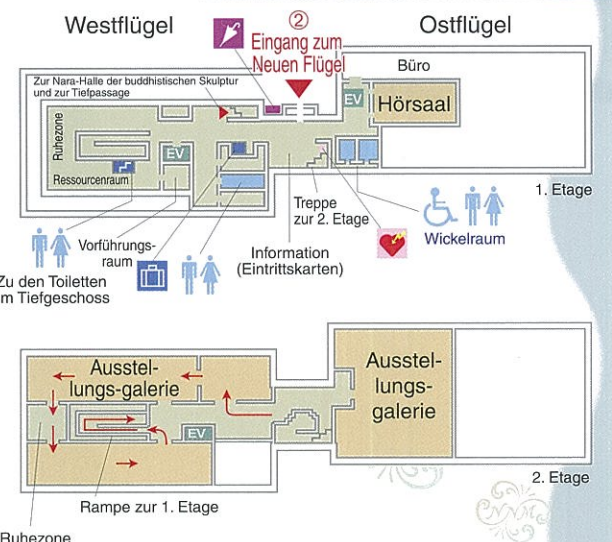 Westflügel
②
Eingang zum
Neuen Flügel
Ostflügel
Büro
Zur Nara-Halle der buddhistischen Skulptur
und zur Tiefpassage
EV
Hörsaal
Ruhezone
EV
Ressourcenraum
1. Etage
Treppe
zur 2. Etage
Wickelraum
Vorführungs-
raum
Information
(Eintrittskarten)
Zu den Toiletten
im Tiefgeschoss
Ausstel-
lungs-galerie
Ausstel-
lungs-
galerie
EV
2. Etage
Rampe zur 1. Etage
Ruhezone